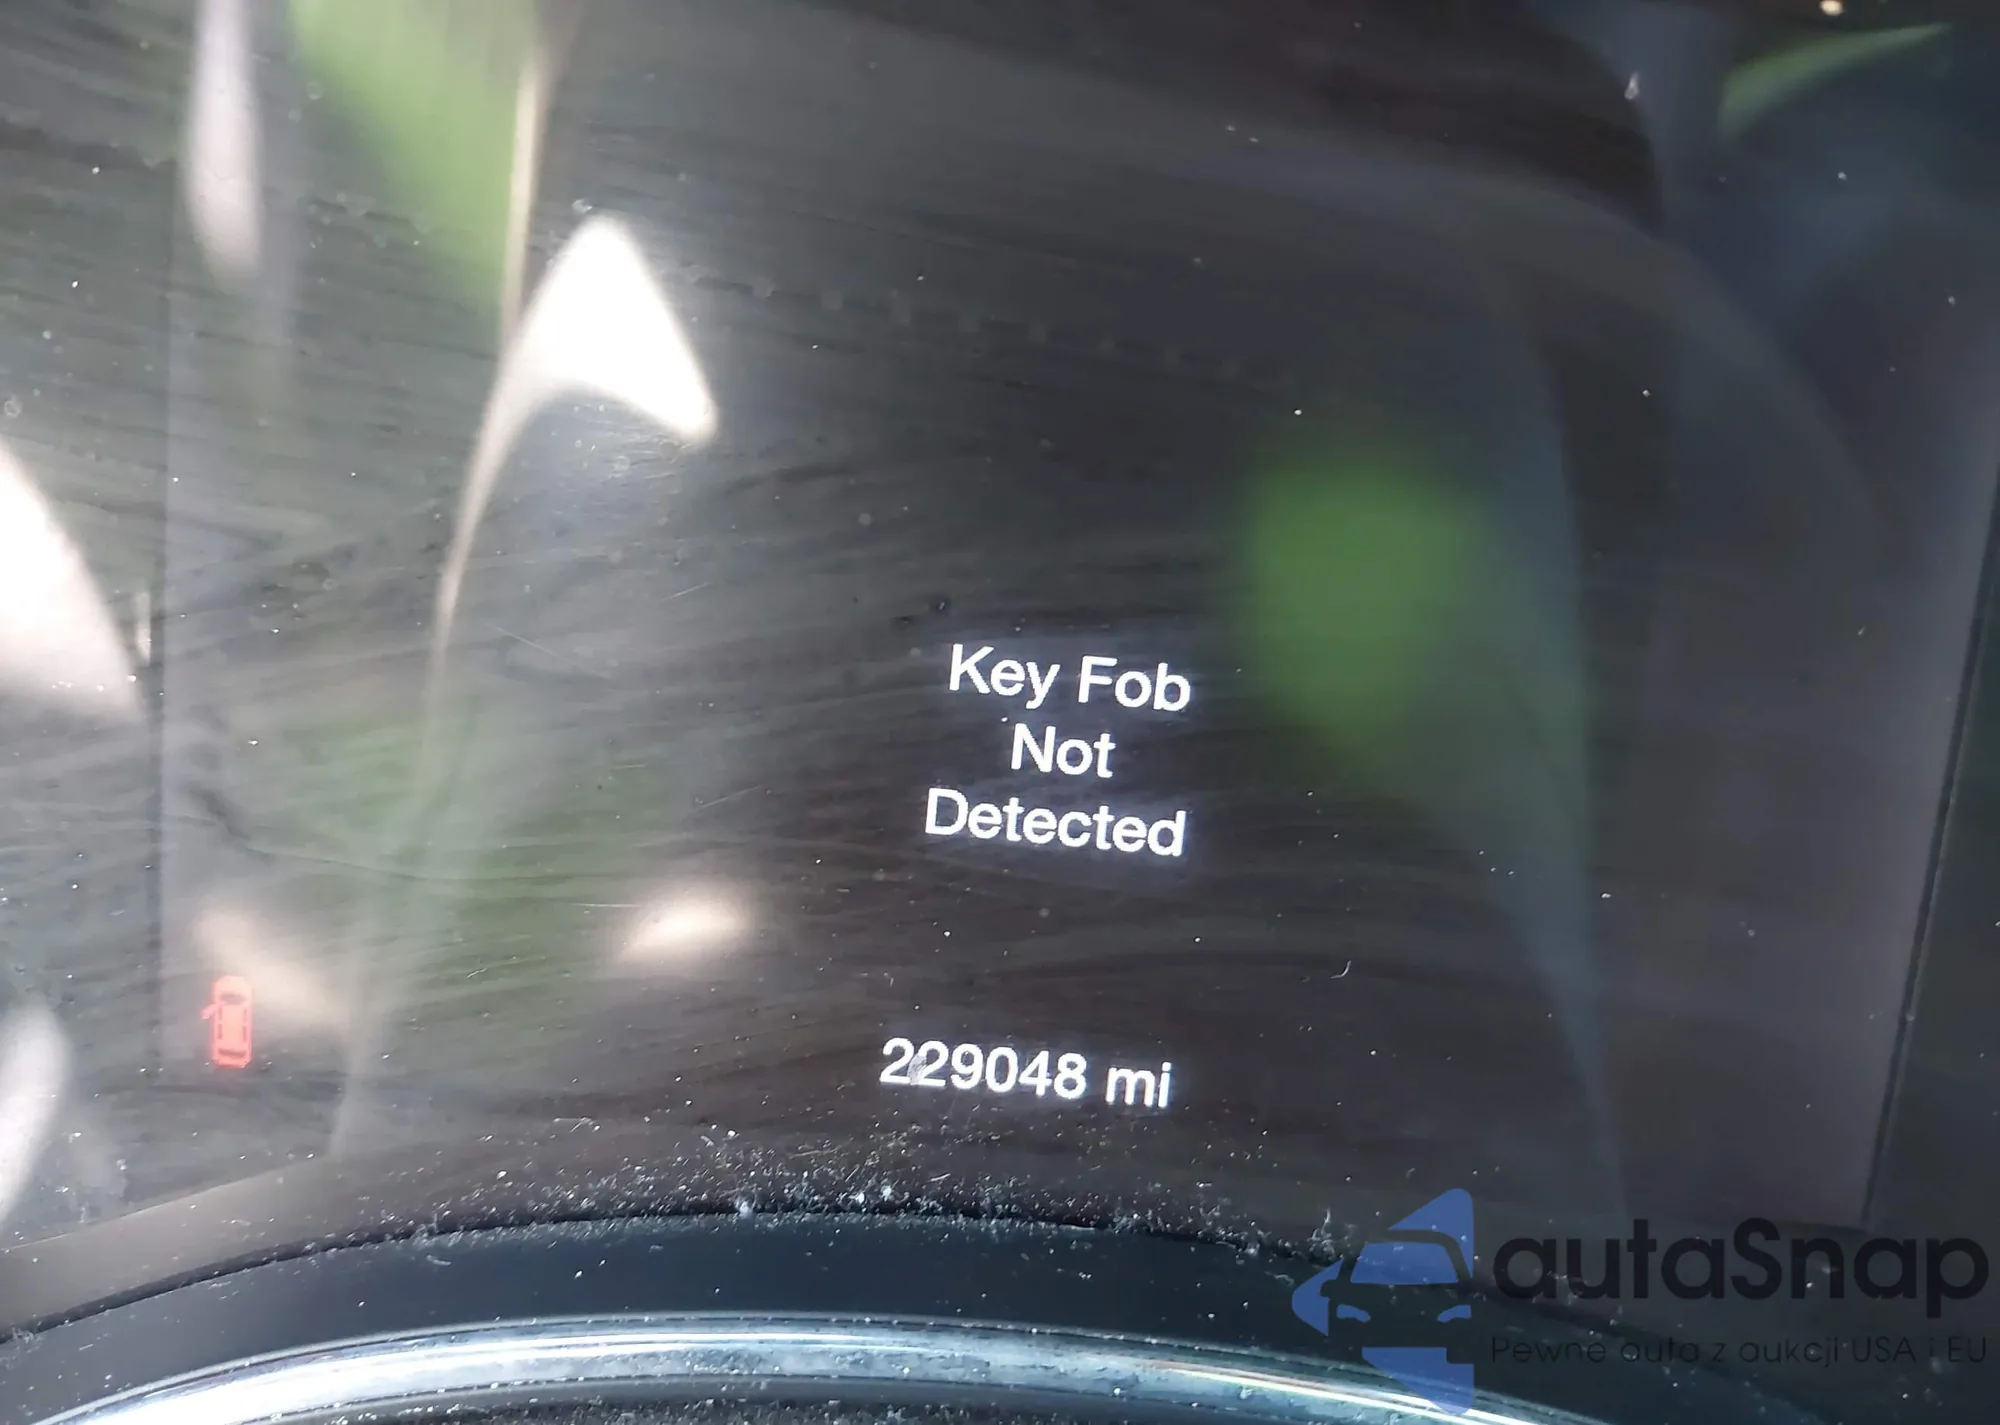 Key Fob
Not
Detected
229048 mi
autaSnap
Pewne auta z aukcji USA i EU